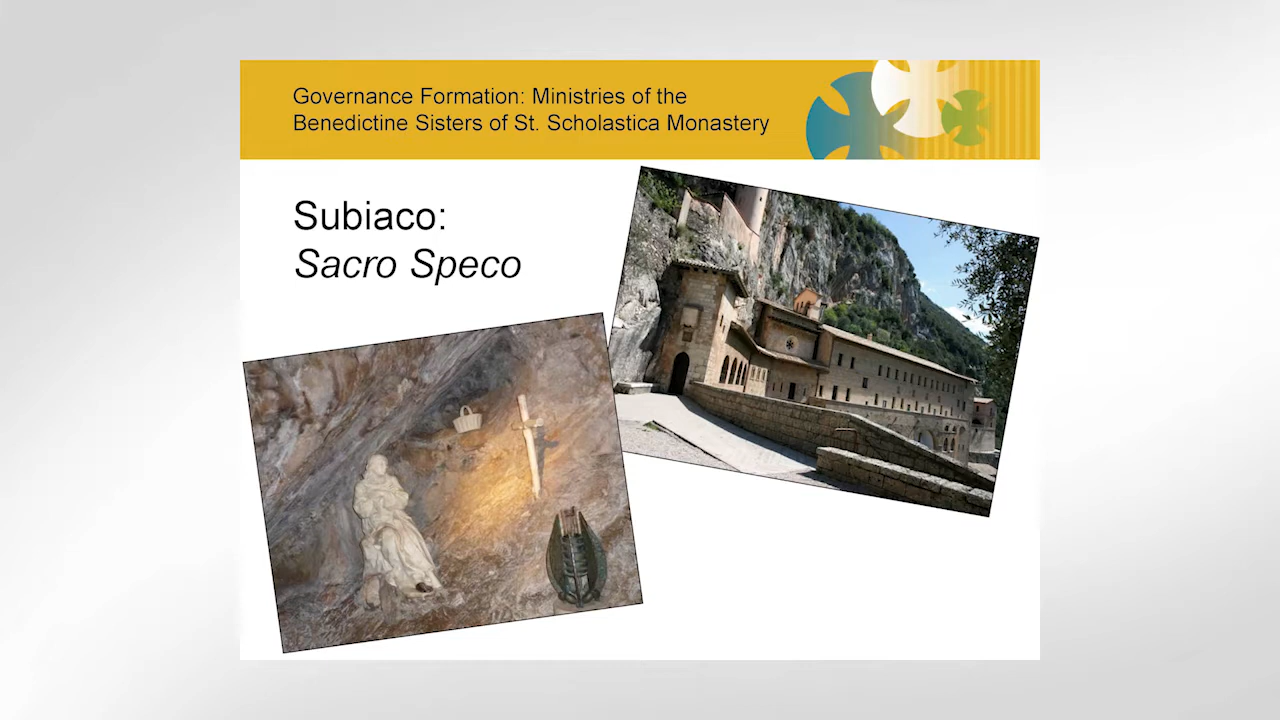 Governance Formation: Ministries of the
Benedictine Sisters of St. Scholastica Monastery
Subiaco:
Sacro Speco